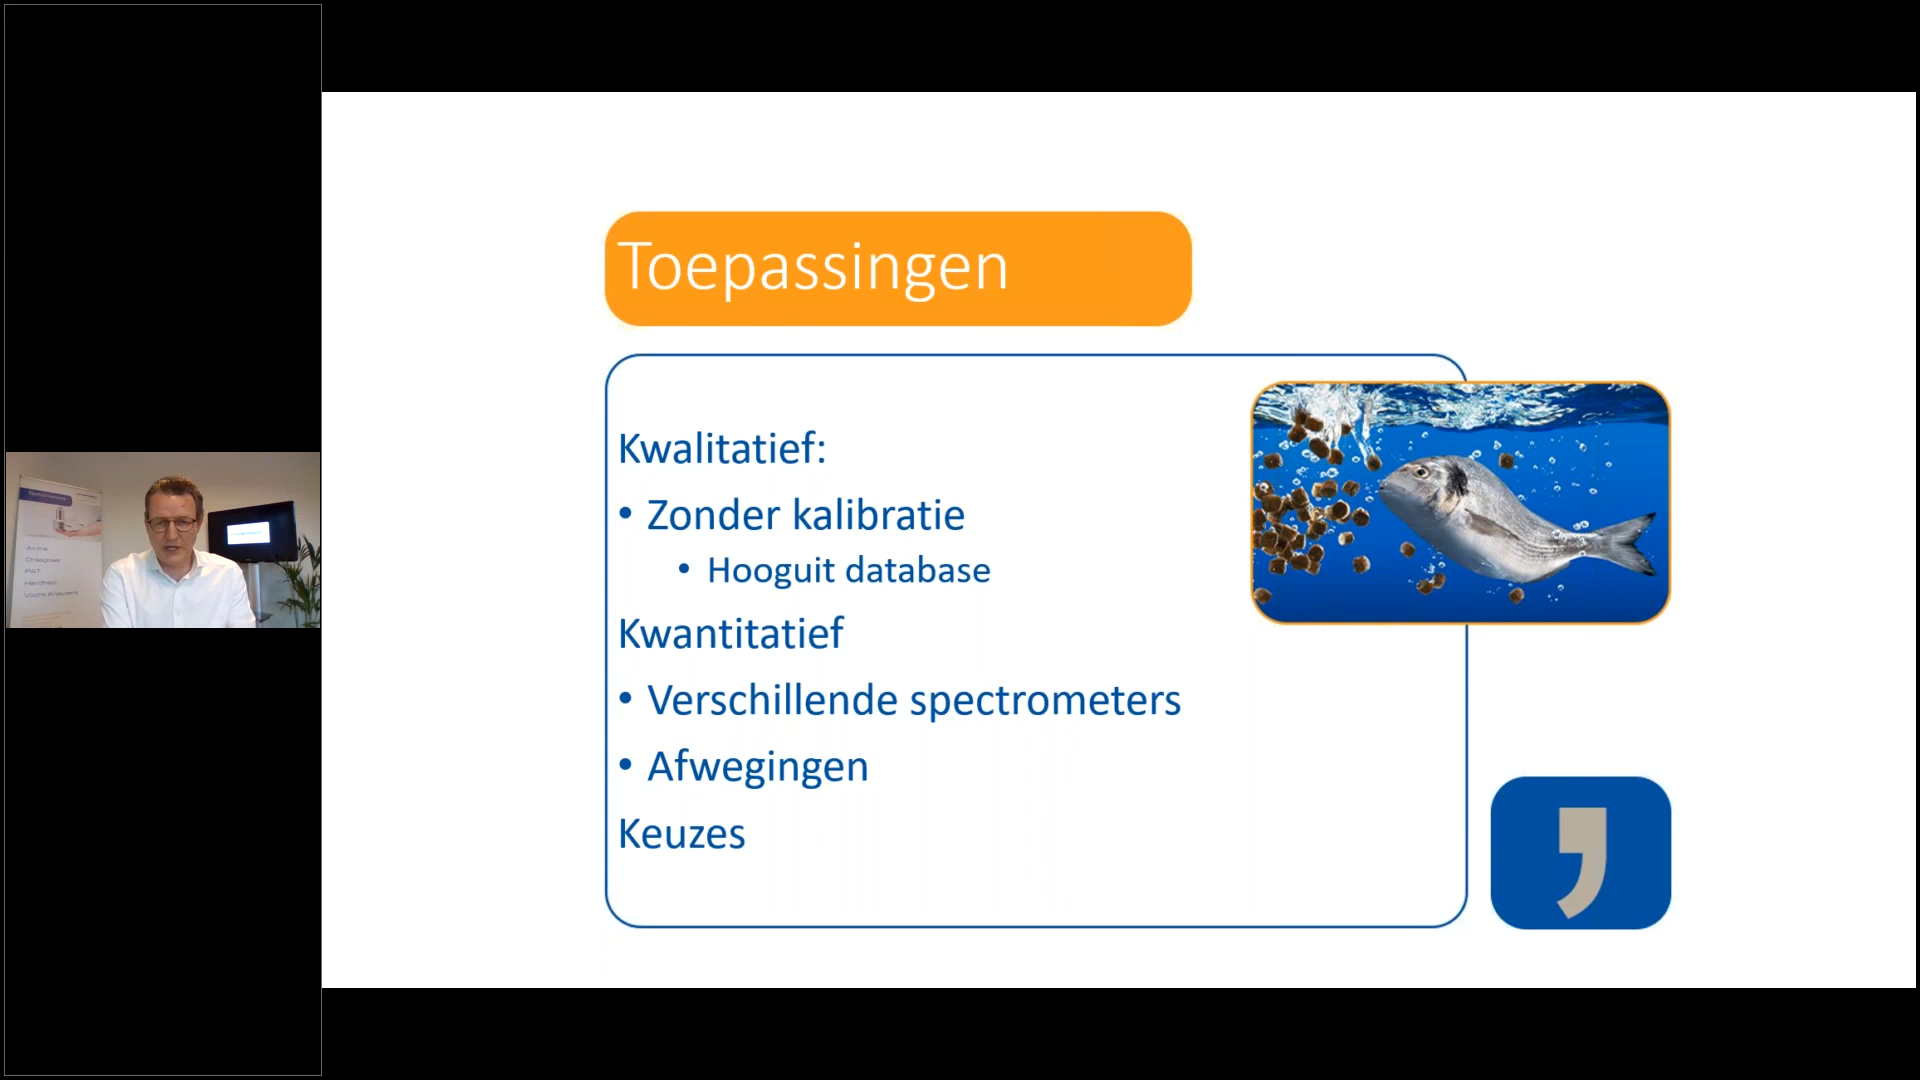 Toepassingen
Kwalitatief:
• Zonder kalibratie
• Hooguit database
Kwantitatief
• Verschillende spectrometers
• Afwegingen
Keuzes